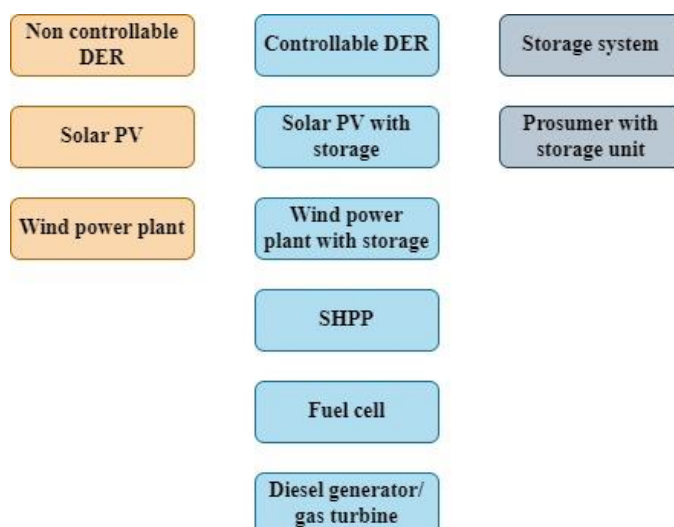 Non controllable
DER
Solar PV
Wind power plant
Controllable DER
Solar PV with
storage
Wind power
plant with storage
SHPP
Fuel cell
Diesel generator/
gas turbine
Storage system
Prosumer with
storage unit